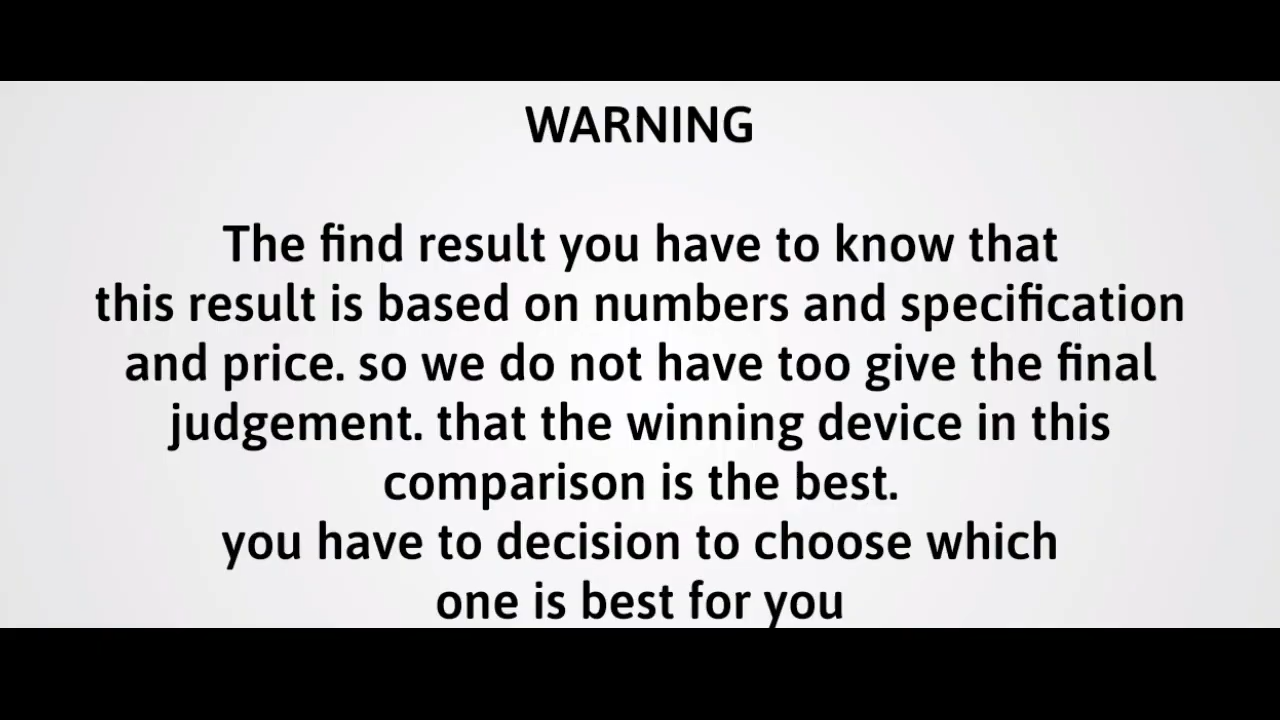 WARNING
The find result you have to know that
this result is based on numbers and specification
and price. so we do not have too give the final
judgement. that the winning device in this
comparison is the best.
you have to decision to choose which
one is best for you